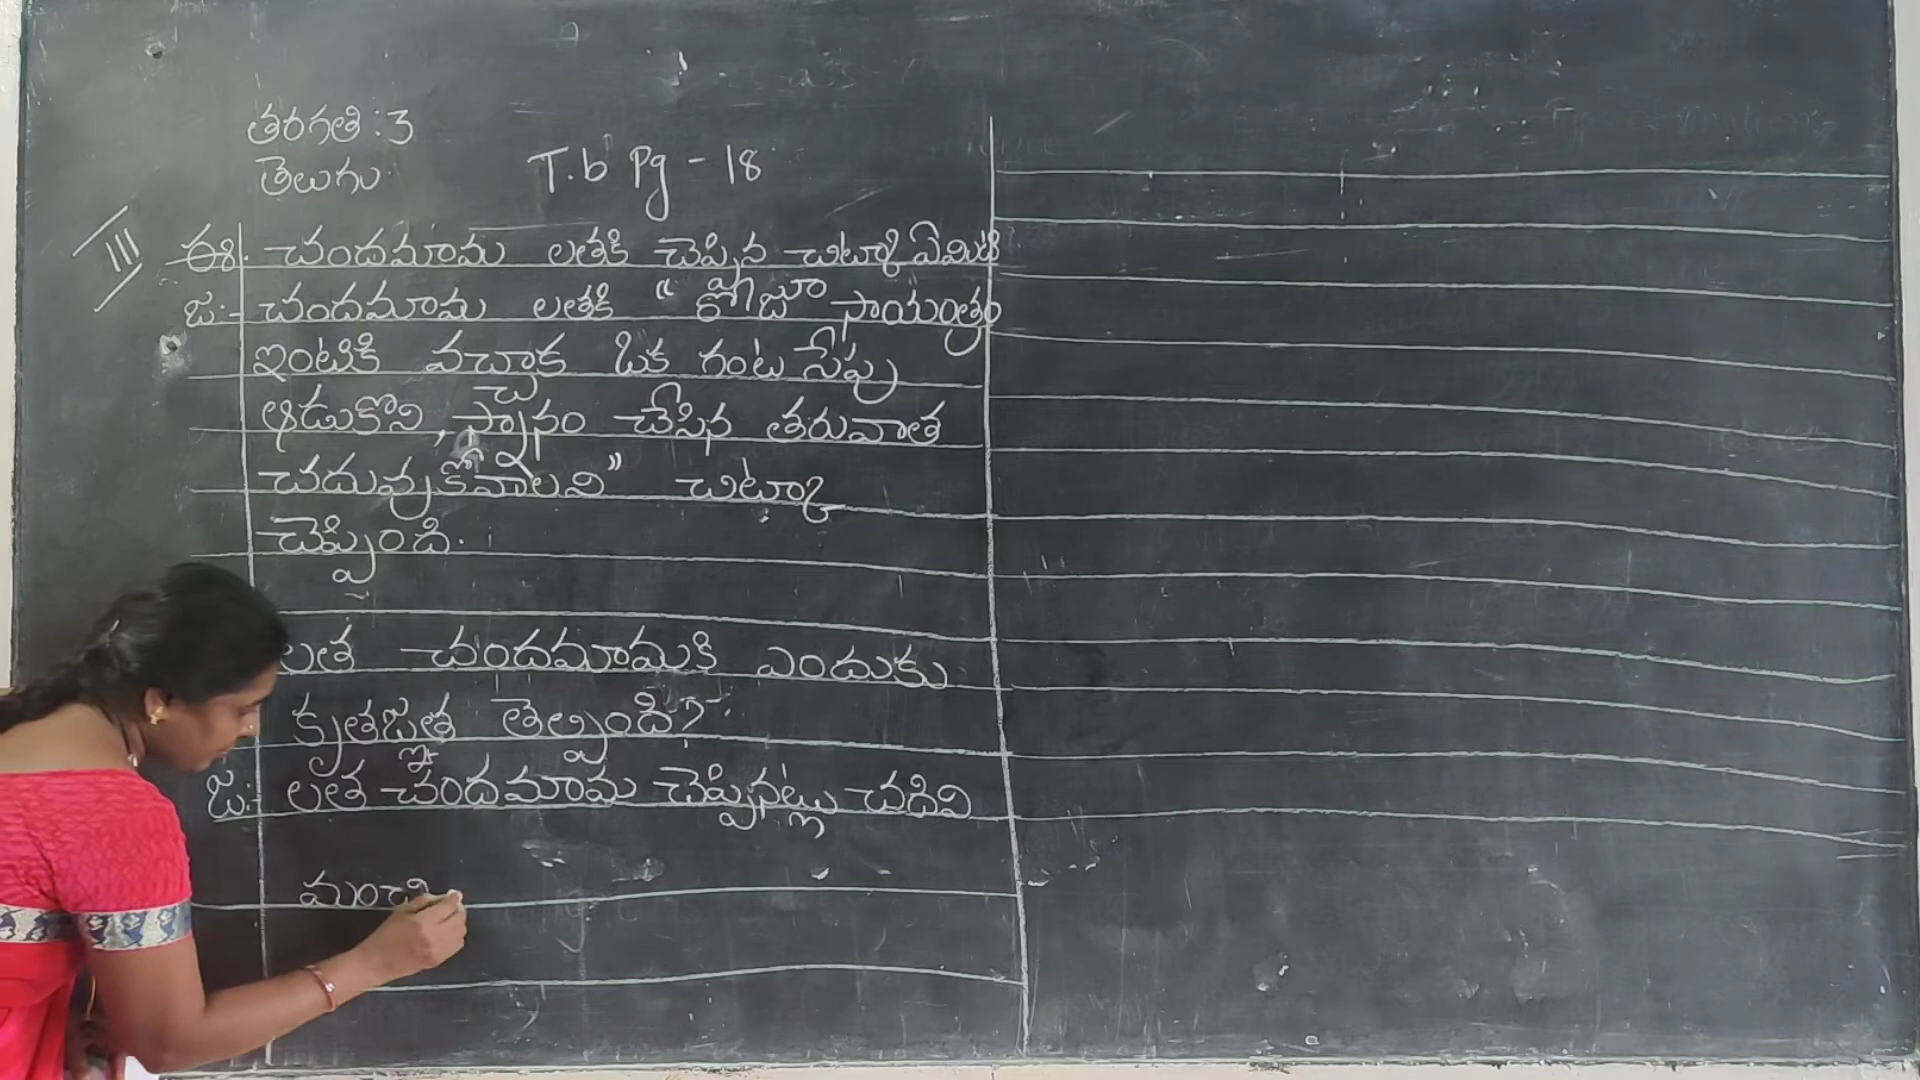 తరగతి : 3
తెలుగు
T.b Pg - 18
III
చందమామ లతకి చెప్పిన చిట్కా ఏమిటి
జ:- చందమామ లతకి “రోజూ సాయంత్రం
ఇంటికి వచ్చాక ఒక గంట సేపు
ఆడుకొని, స్నానం చేసిన తరువాత
చదువుకోవాలని” చిట్కా
చెప్పింది.
లత చందమామకి ఎందుకు
కృతజ్ఞత తెల్పింది?
జ:- లత చందమామ చెప్పినట్లు చదివి
మంచి